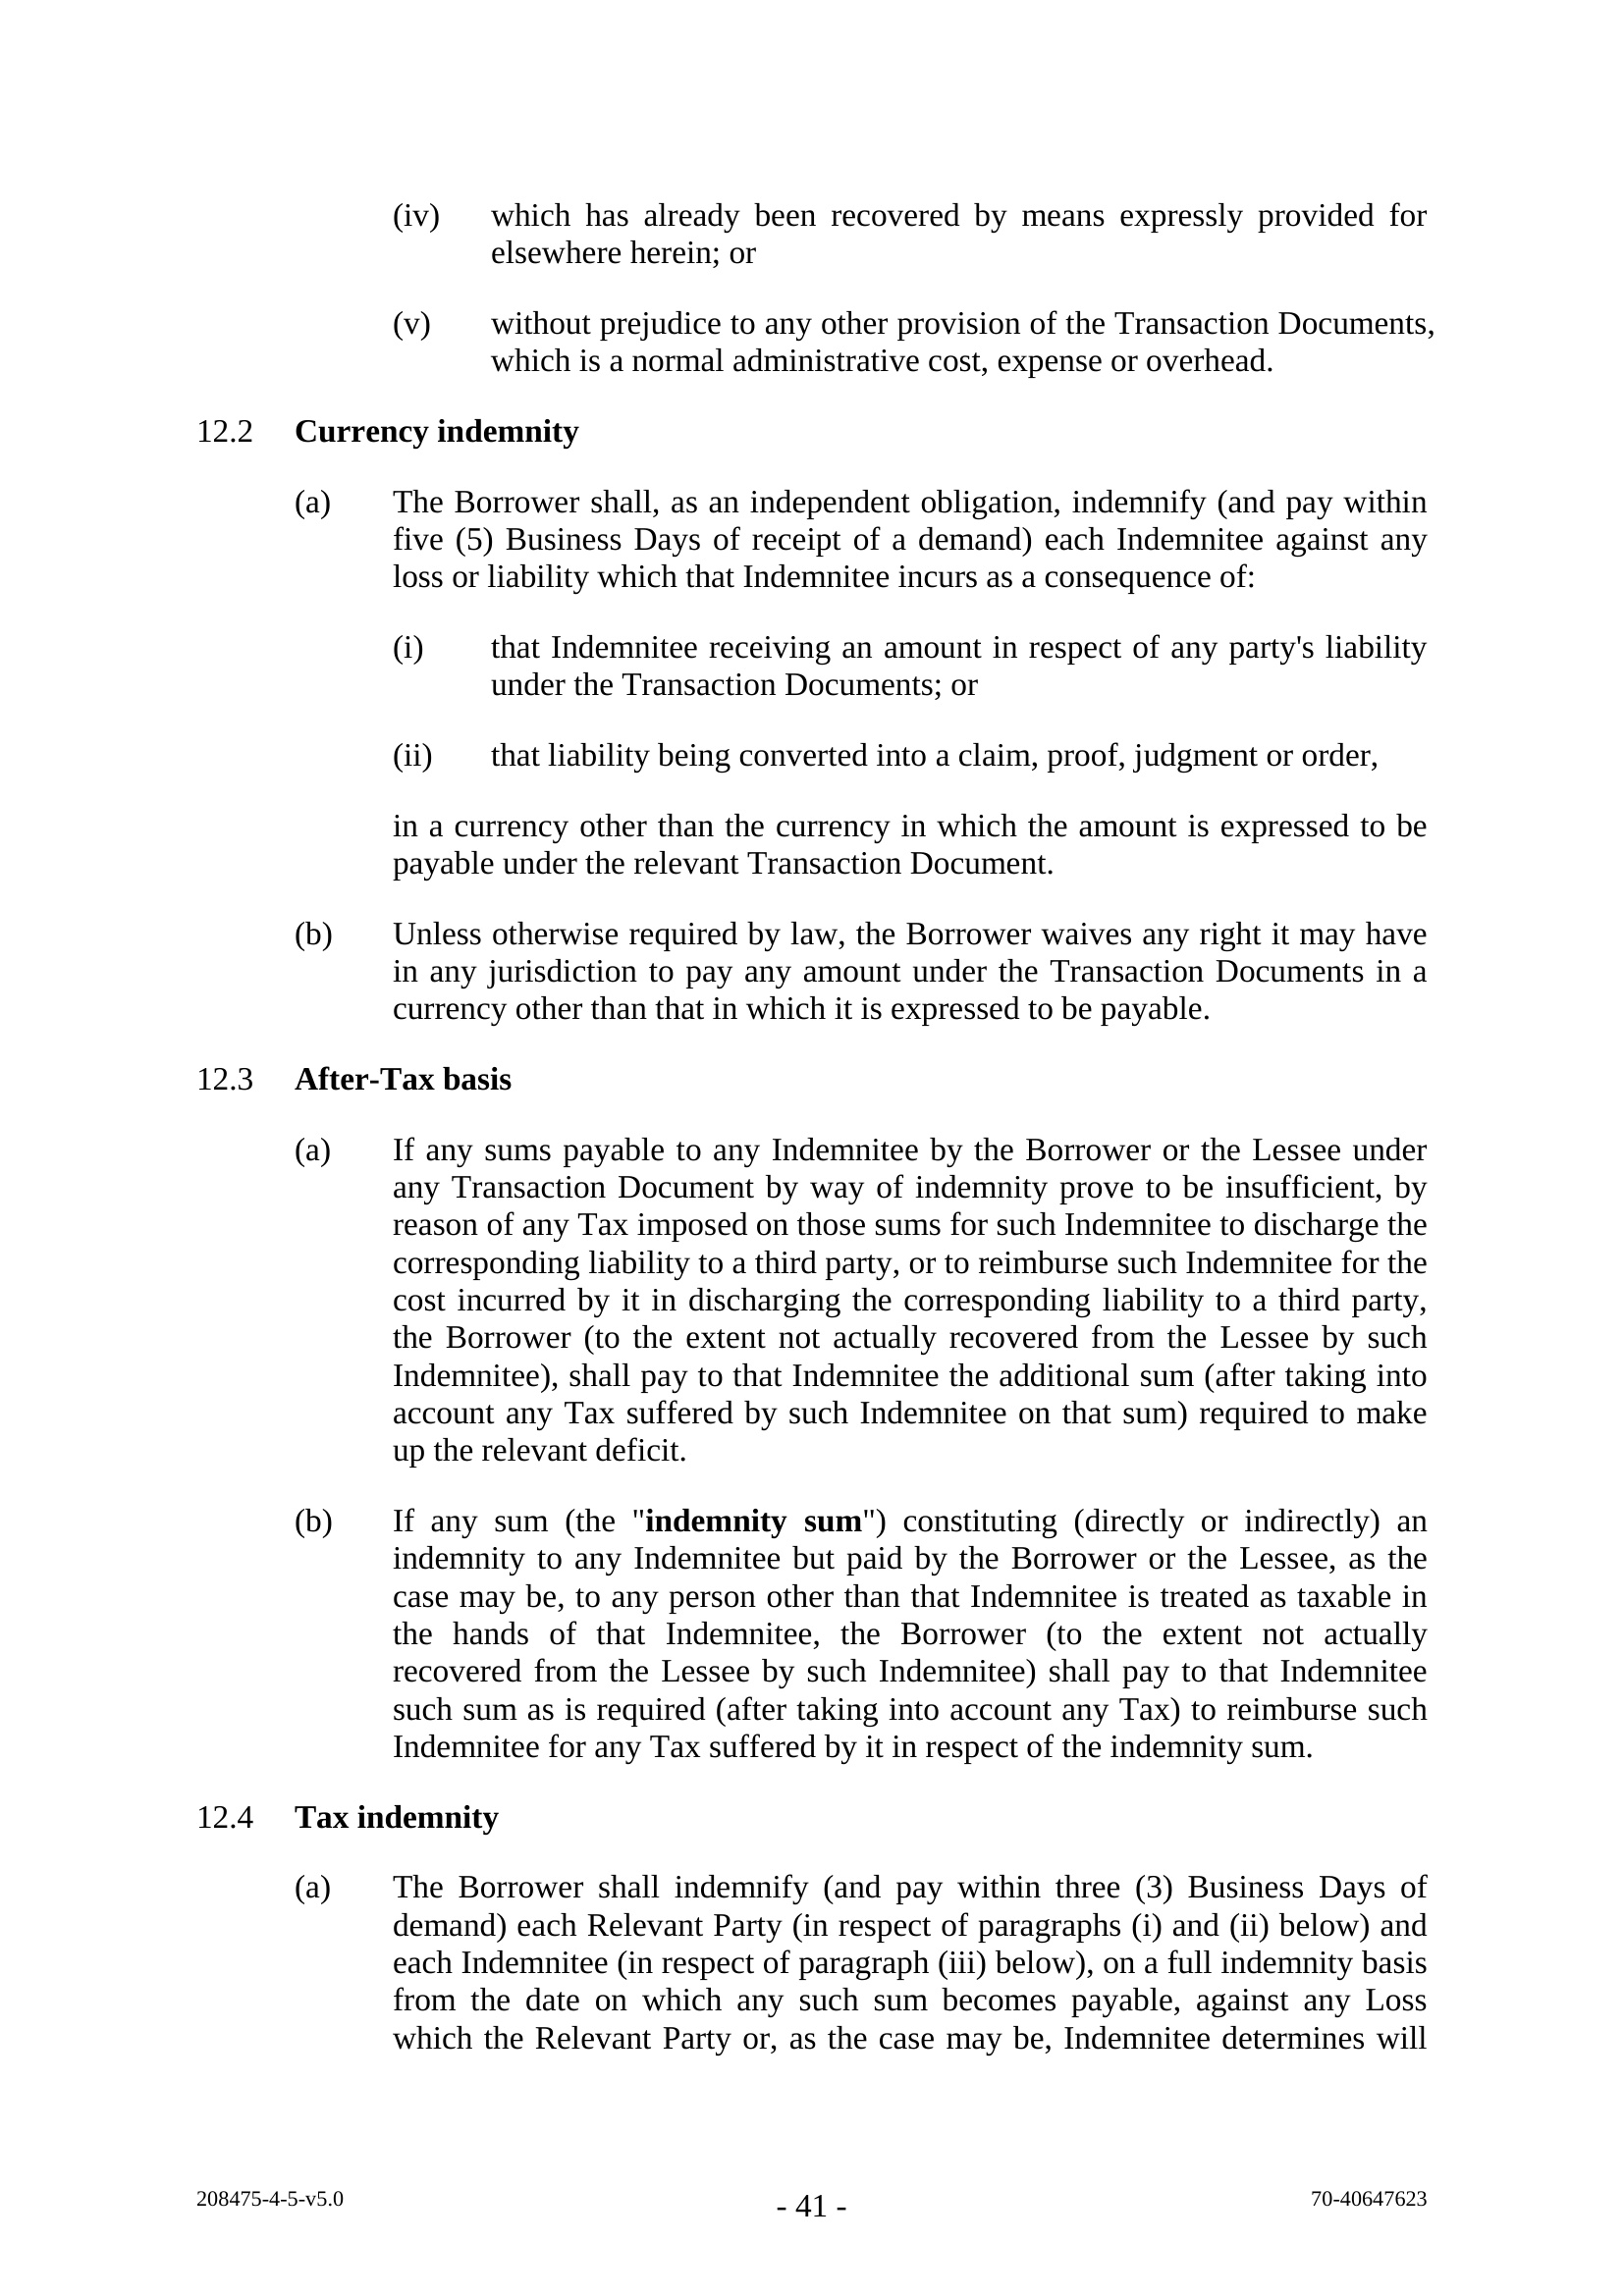 (iv) which has already been recovered by means expressly provided for
elsewhere herein; or
(v) without prejudice to any other provision of the Transaction Documents,
which is a normal administrative cost, expense or overhead.
12.2 Currency indemnity
(a) The Borrower shall, as an independent obligation, indemnify (and pay within
five (5) Business Days of receipt of a demand) each Indemnitee against any
loss or liability which that Indemnitee incurs as a consequence of:
(i) that Indemnitee receiving an amount in respect of any party's liability
under the Transaction Documents; or
(ii) that liability being converted into a claim, proof, judgment or order,
in a currency other than the currency in which the amount is expressed to be
payable under the relevant Transaction Document.
(b) Unless otherwise required by law, the Borrower waives any right it may have
in any jurisdiction to pay any amount under the Transaction Documents in a
currency other than that in which it is expressed to be payable.
12.3 After-Tax basis
(a) If any sums payable to any Indemnitee by the Borrower or the Lessee under
any Transaction Document by way of indemnity prove to be insufficient, by
reason of any Tax imposed on those sums for such Indemnitee to discharge the
corresponding liability to a third party, or to reimburse such Indemnitee for the
cost incurred by it in discharging the corresponding liability to a third party,
the Borrower (to the extent not actually recovered from the Lessee by such
Indemnitee), shall pay to that Indemnitee the additional sum (after taking into
account any Tax suffered by such Indemnitee on that sum) required to make
up the relevant deficit.
(b) If any sum (the "indemnity sum") constituting (directly or indirectly) an
indemnity to any Indemnitee but paid by the Borrower or the Lessee, as the
case may be, to any person other than that Indemnitee is treated as taxable in
the hands of that Indemnitee, the Borrower (to the extent not actually
recovered from the Lessee by such Indemnitee) shall pay to that Indemnitee
such sum as is required (after taking into account any Tax) to reimburse such
Indemnitee for any Tax suffered by it in respect of the indemnity sum.
12.4 Tax indemnity
(a) The Borrower shall indemnify (and pay within three (3) Business Days of
demand) each Relevant Party (in respect of paragraphs (i) and (ii) below) and
each Indemnitee (in respect of paragraph (iii) below), on a full indemnity basis
from the date on which any such sum becomes payable, against any Loss
which the Relevant Party or, as the case may be, Indemnitee determines will
208475-4-5-v5.0 - 41 - 70-40647623